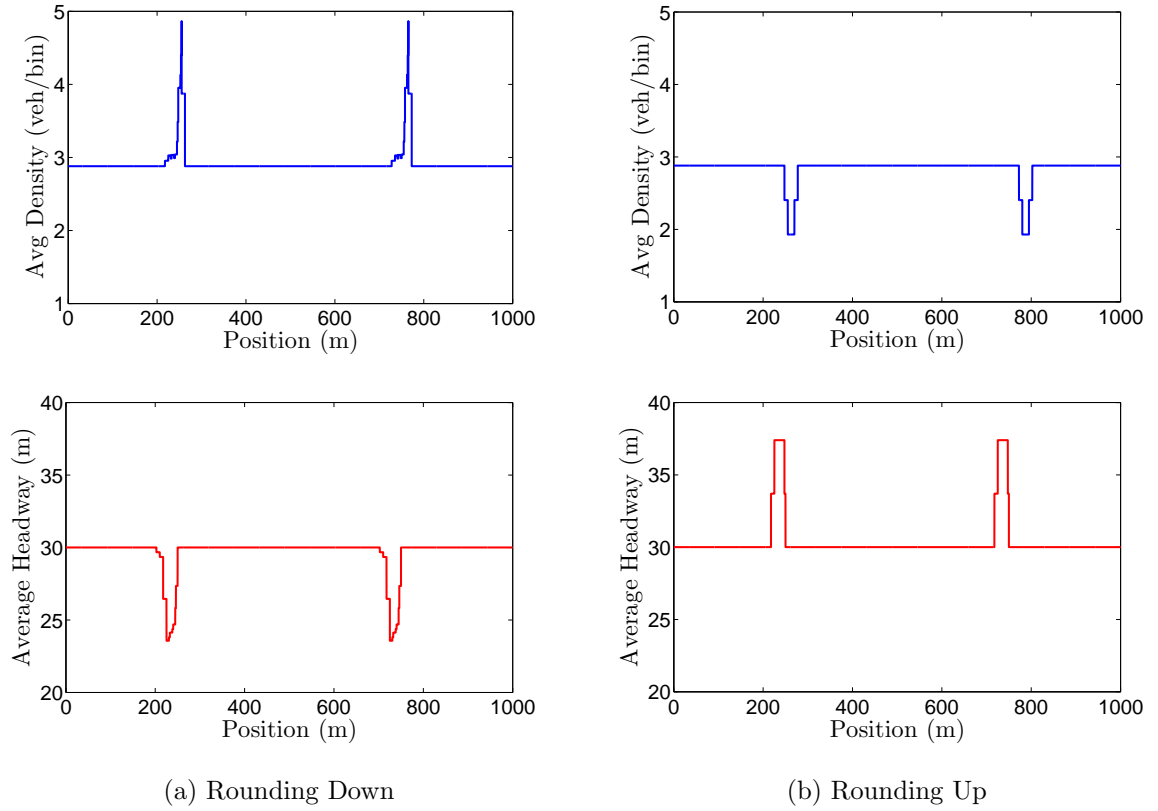 5
4
3
2
1
Avg Density (veh/bin)
0 200 400 600 800 1000
Position (m)
5
4
3
2
1
Avg Density (veh/bin)
0 200 400 600 800 1000
Position (m)
40
35
30
25
20
Average Headway (m)
0 200 400 600 800 1000
Position (m)
40
35
30
25
20
Average Headway (m)
0 200 400 600 800 1000
Position (m)
(a) Rounding Down
(b) Rounding Up